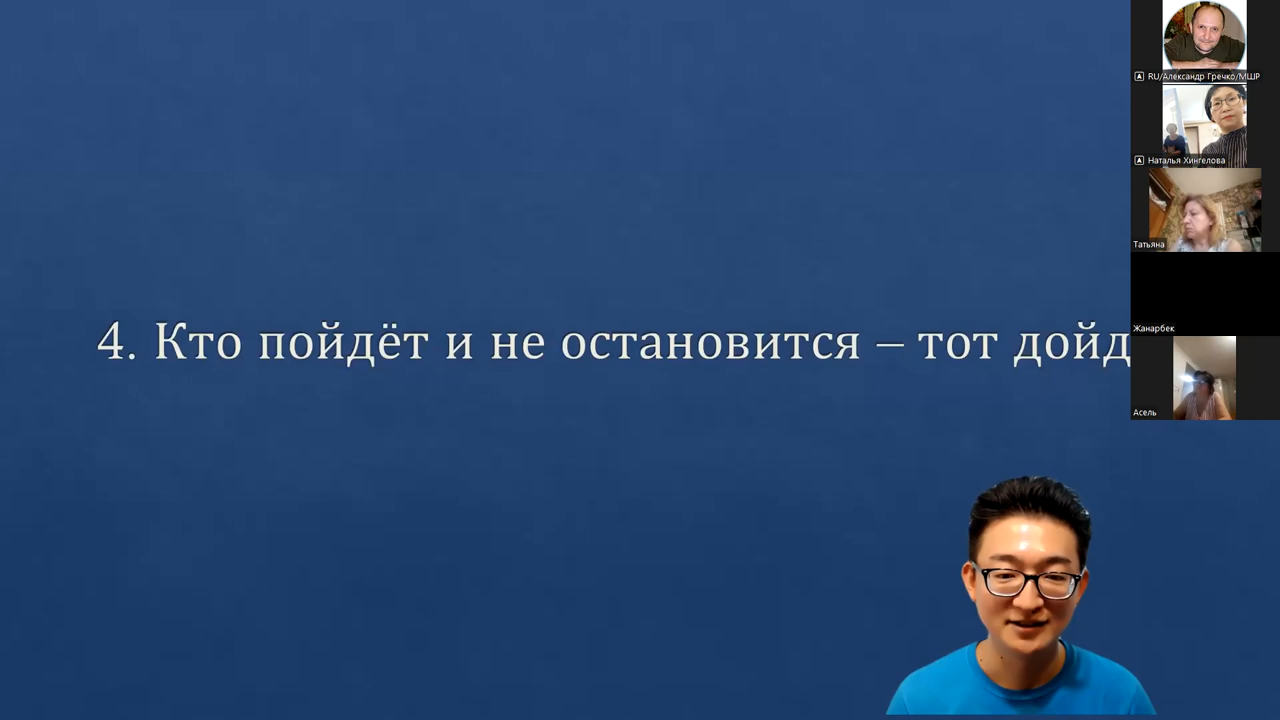 4. Кто пойдёт и не остановится – тот дойд
RU/Александр Гречко/МШР
Наталья Хингелова
Татьяна
Жанарбек
Асель